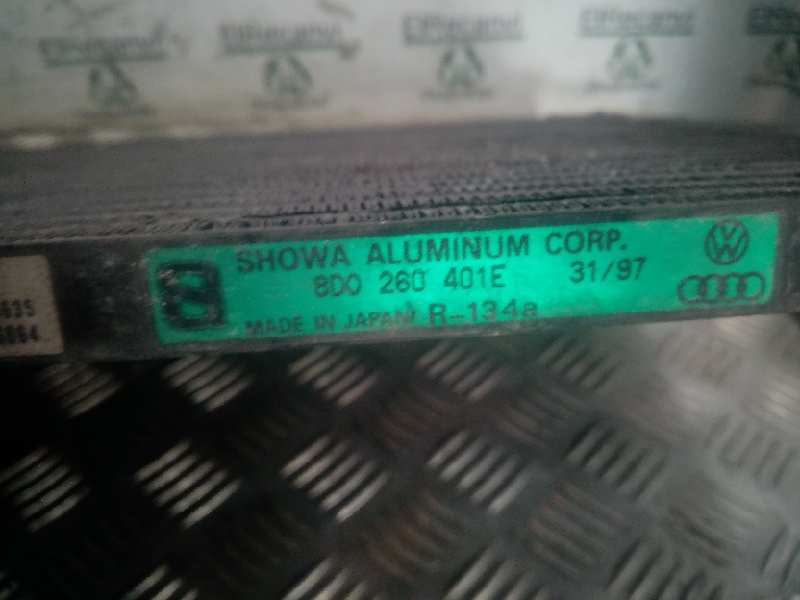 SHOWA ALUMINUM CORP.
8D0 260 401E 31/97
MADE IN JAPAN R-134a